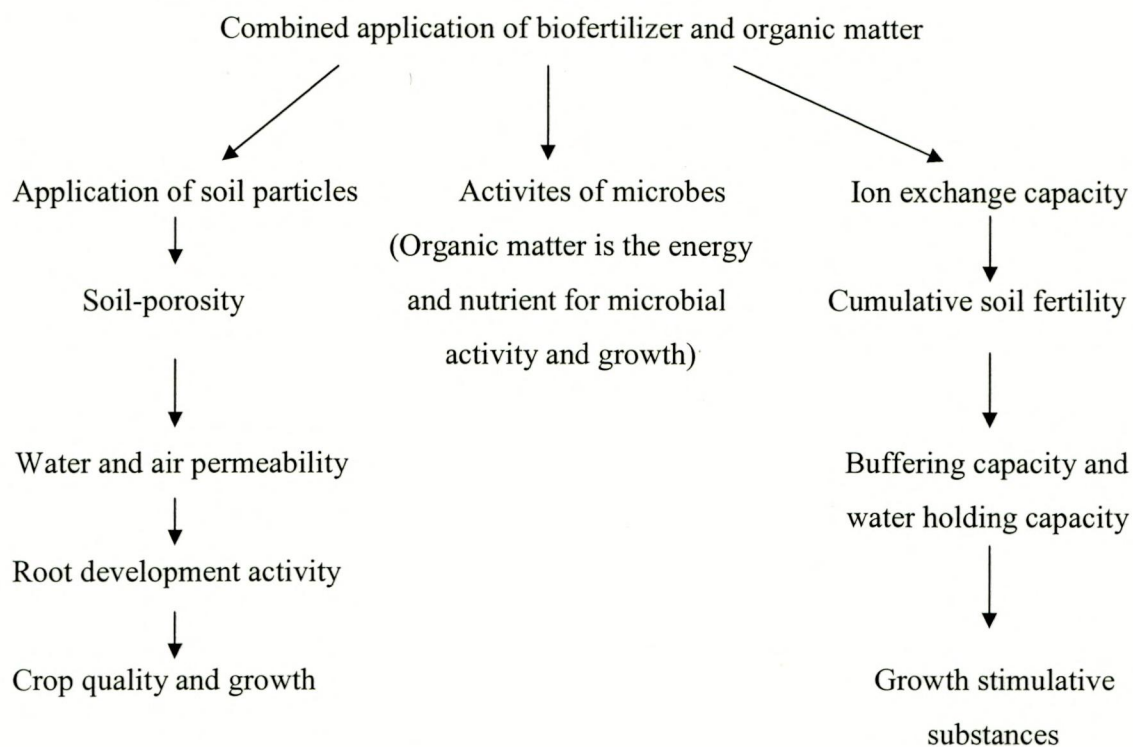 Combined application of biofertilizer and organic matter
Application of soil particles
Activites of microbes
(Organic matter is the energy
and nutrient for microbial
activity and growth)
Ion exchange capacity
Soil-porosity
Cumulative soil fertility
Water and air permeability
Buffering capacity and
water holding capacity
Root development activity
Crop quality and growth
Growth stimulative
substances